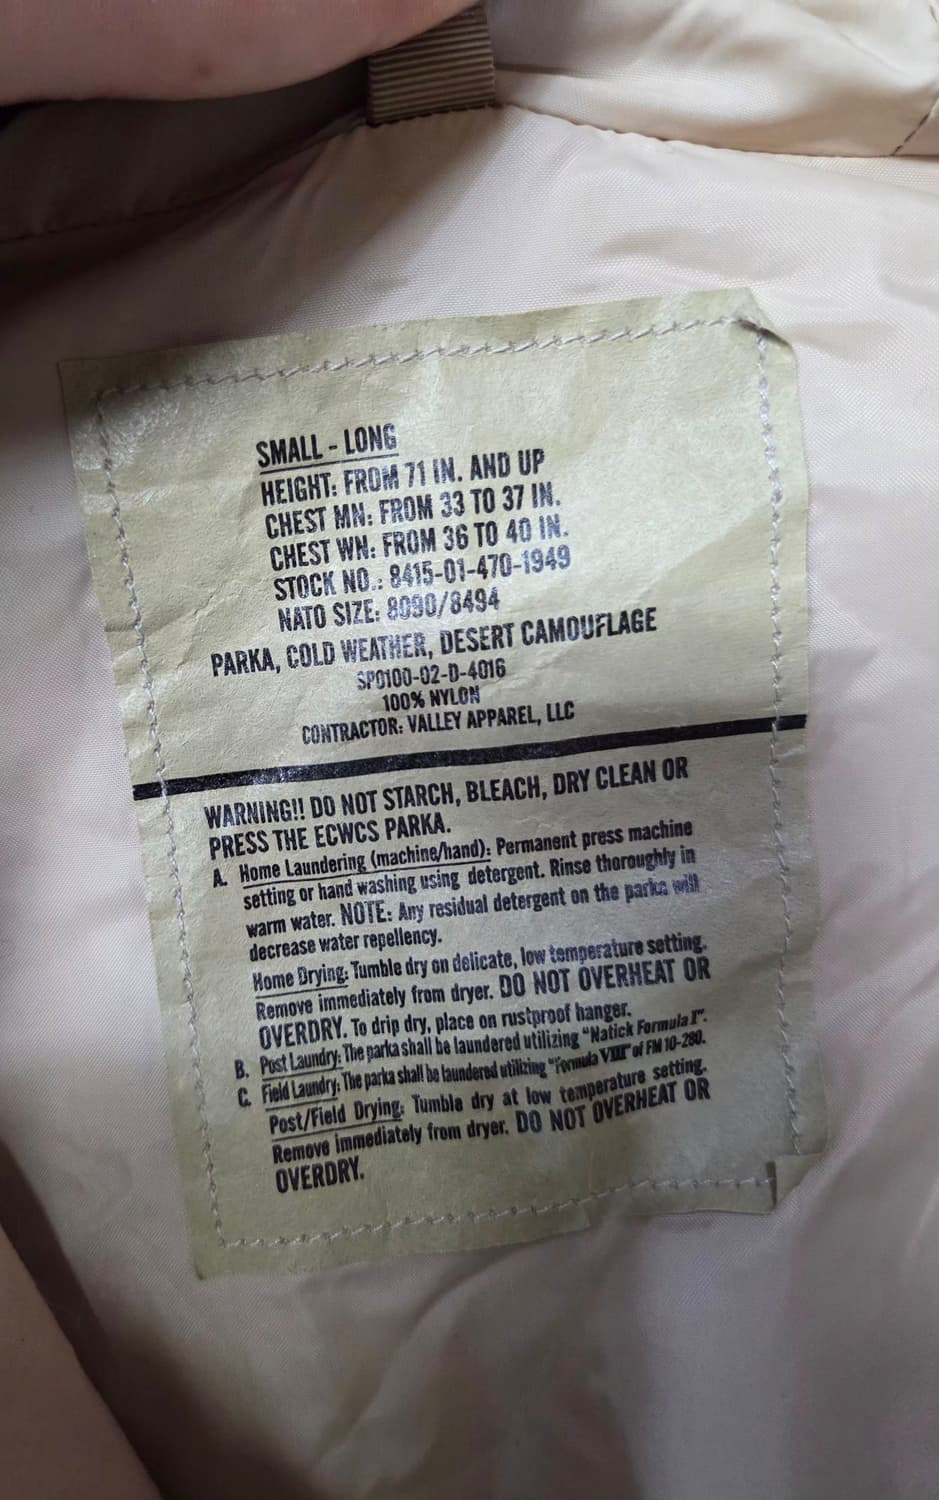 SMALL - LONG
HEIGHT: FROM 71 IN. AND UP
CHEST MN: FROM 33 TO 37 IN.
CHEST WN: FROM 36 TO 40 IN.
STOCK NO.: 8415-01-470-1949
NATO SIZE: 8090/8494
PARKA, COLD WEATHER, DESERT CAMOUFLAGE
SP0100-02-D-4016
100% NYLON
CONTRACTOR: VALLEY APPAREL, LLC
WARNING!! DO NOT STARCH, BLEACH, DRY CLEAN OR
PRESS THE ECWCS PARKA.
A. Home Laundering (machine/hand): Permanent press machine
setting or hand washing using detergent. Rinse thoroughly in
warm water. NOTE: Any residual detergent on the parka will
decrease water repellency.
Home Drying: Tumble dry on delicate, low temperature setting.
Remove immediately from dryer. DO NOT OVERHEAT OR
OVERDRY. To drip dry, place on rustproof hanger.
B. Post Laundry: The parka shall be laundered utilizing "Natick Formula I".
C. Field Laundry: The parka shall be laundered utilizing "Formula VIII" of FM 10-280.
Post/Field Drying: Tumble dry at low temperature setting.
Remove immediately from dryer. DO NOT OVERHEAT OR
OVERDRY.